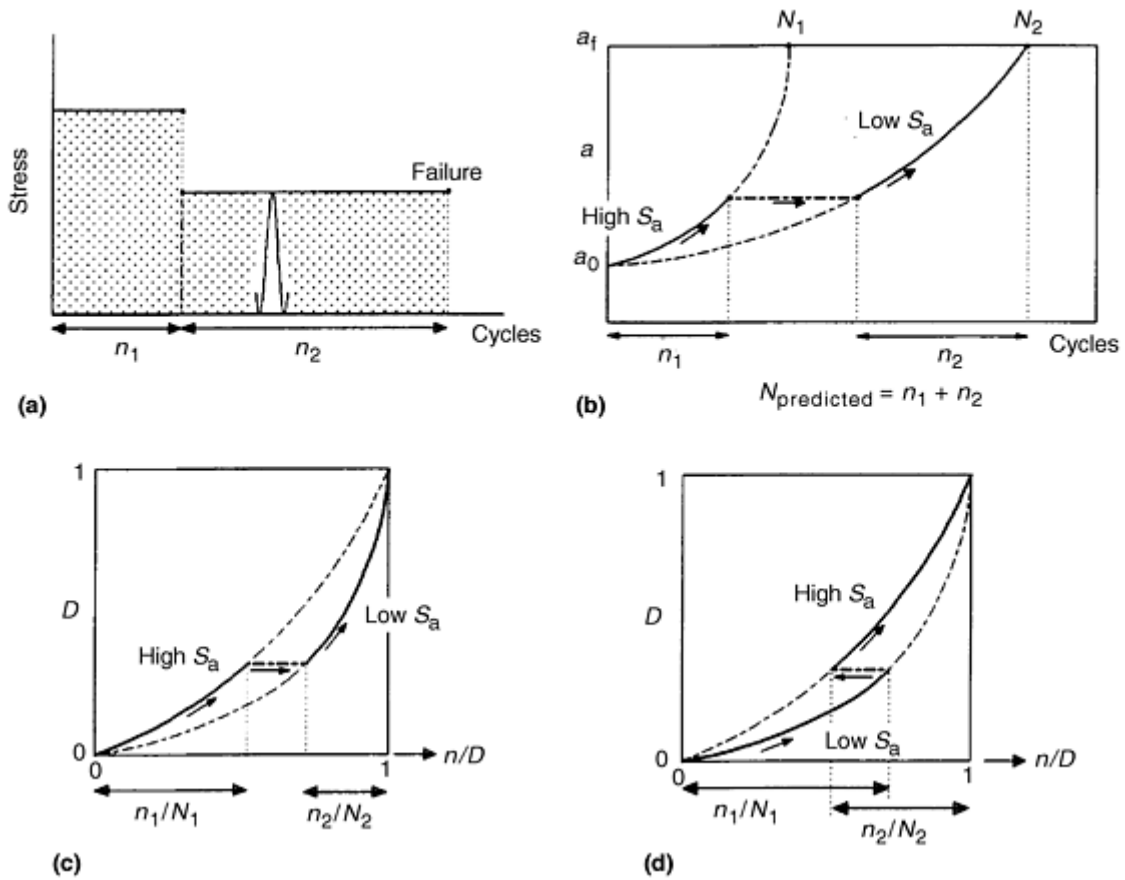 Stress
Failure
Cycles
n1
n2
(a)
N1
N2
af
Low Sa
a
High Sa
a0
Cycles
n1
n2
(b)
Npredicted = n1 + n2
1
D
High Sa
Low Sa
0
0
1
n/D
n1/N1
n2/N2
(c)
1
D
High Sa
Low Sa
0
0
1
n/D
n1/N1
n2/N2
(d)